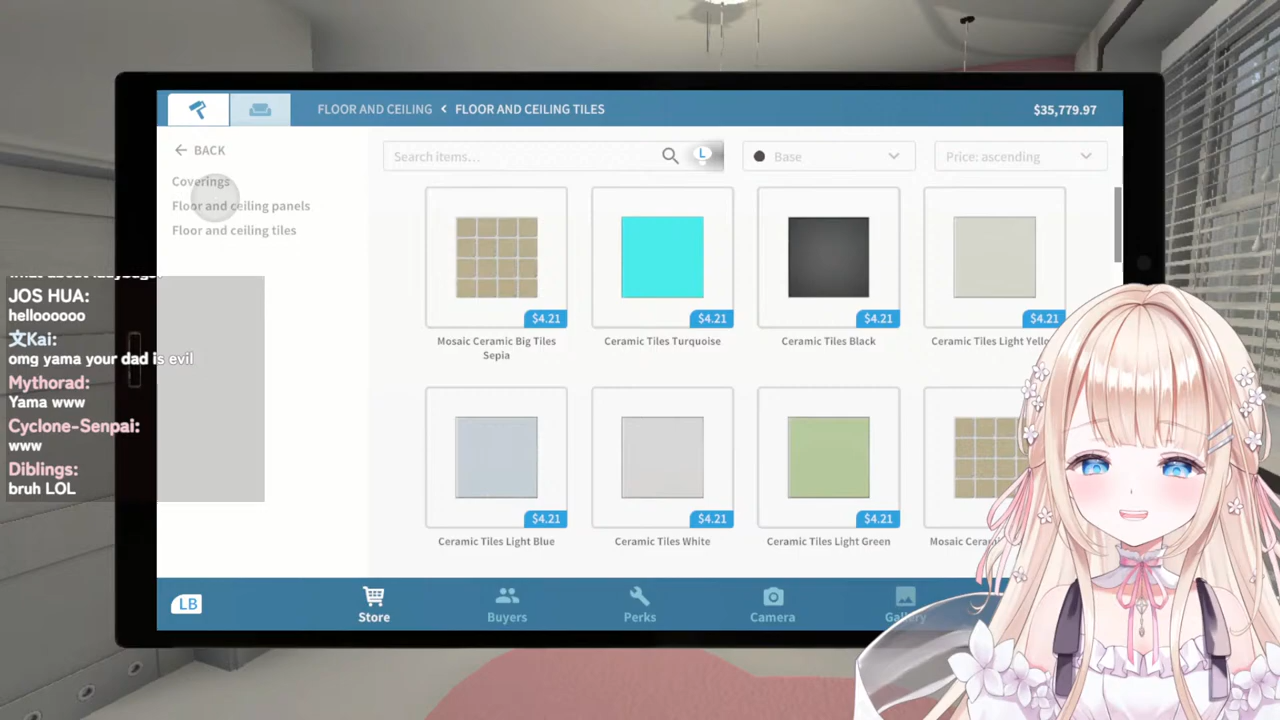 FLOOR AND CEILING < FLOOR AND CEILING TILES
$35,779.97
BACK
Search items...
L
Base
Price: ascending
Coverings
Floor and ceiling panels
Floor and ceiling tiles
$4.21
$4.21
$4.21
$4.21
Mosaic Ceramic Big Tiles
Sepia
Ceramic Tiles Turquoise
Ceramic Tiles Black
Ceramic Tiles Light
$4.21
$4.21
$4.21
Ceramic Tiles Light Blue
Ceramic Tiles White
Ceramic Tiles Light Green
Mosaic
JOS HUA:
helloooooo
文Kai:
omg yama your dad is evil
Mythorad:
Yama www
Cyclone-Senpai:
www
Diblings:
bruh LOL
LB
Store
Buyers
Perks
Camera